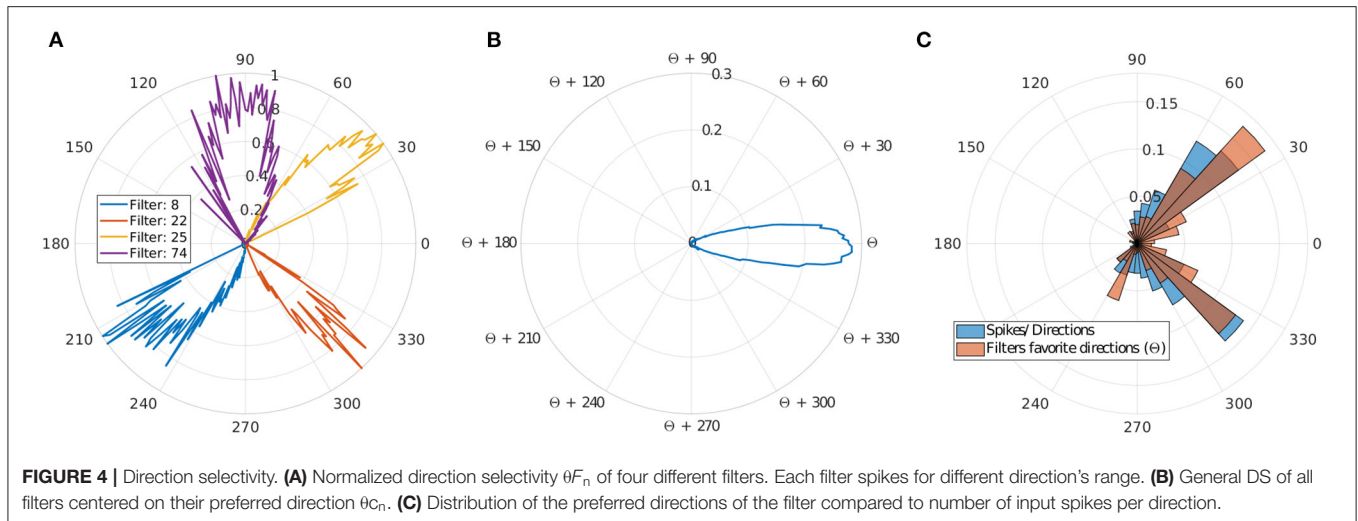 A
90
120
60
1
0.8
0.6
0.4
0.2
150
30
180
0
210
330
240
300
270
Filter: 8
Filter: 22
Filter: 25
Filter: 74
B
Θ + 90
Θ + 120
Θ + 60
0.3
0.2
0.1
0
Θ + 150
Θ + 30
Θ + 180
Θ
Θ + 210
Θ + 330
Θ + 240
Θ + 300
Θ + 270
C
90
120
60
0.15
0.1
0.05
150
30
180
0
210
330
240
300
270
Spikes/ Directions
Filters favorite directions (Θ)
FIGURE 4 | Direction selectivity. (A) Normalized direction selectivity θFn of four different filters. Each filter spikes for different direction's range. (B) General DS of all
filters centered on their preferred direction θcn. (C) Distribution of the preferred directions of the filter compared to number of input spikes per direction.